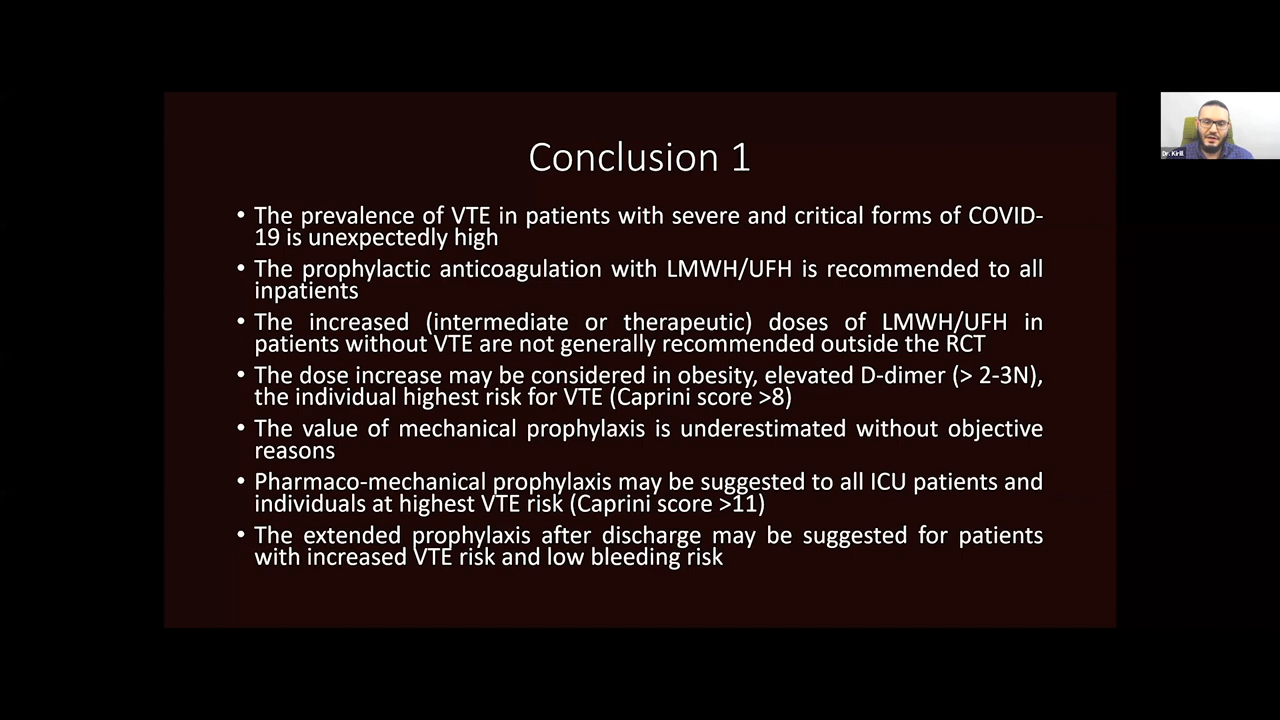 Conclusion 1
• The prevalence of VTE in patients with severe and critical forms of COVID-
19 is unexpectedly high
• The prophylactic anticoagulation with LMWH/UFH is recommended to all
inpatients
• The increased (intermediate or therapeutic) doses of LMWH/UFH in
patients without VTE are not generally recommended outside the RCT
• The dose increase may be considered in obesity, elevated D-dimer (> 2-3N),
the individual highest risk for VTE (Caprini score >8)
• The value of mechanical prophylaxis is underestimated without objective
reasons
• Pharmaco-mechanical prophylaxis may be suggested to all ICU patients and
individuals at highest VTE risk (Caprini score >11)
• The extended prophylaxis after discharge may be suggested for patients
with increased VTE risk and low bleeding risk
Dr. Kirill